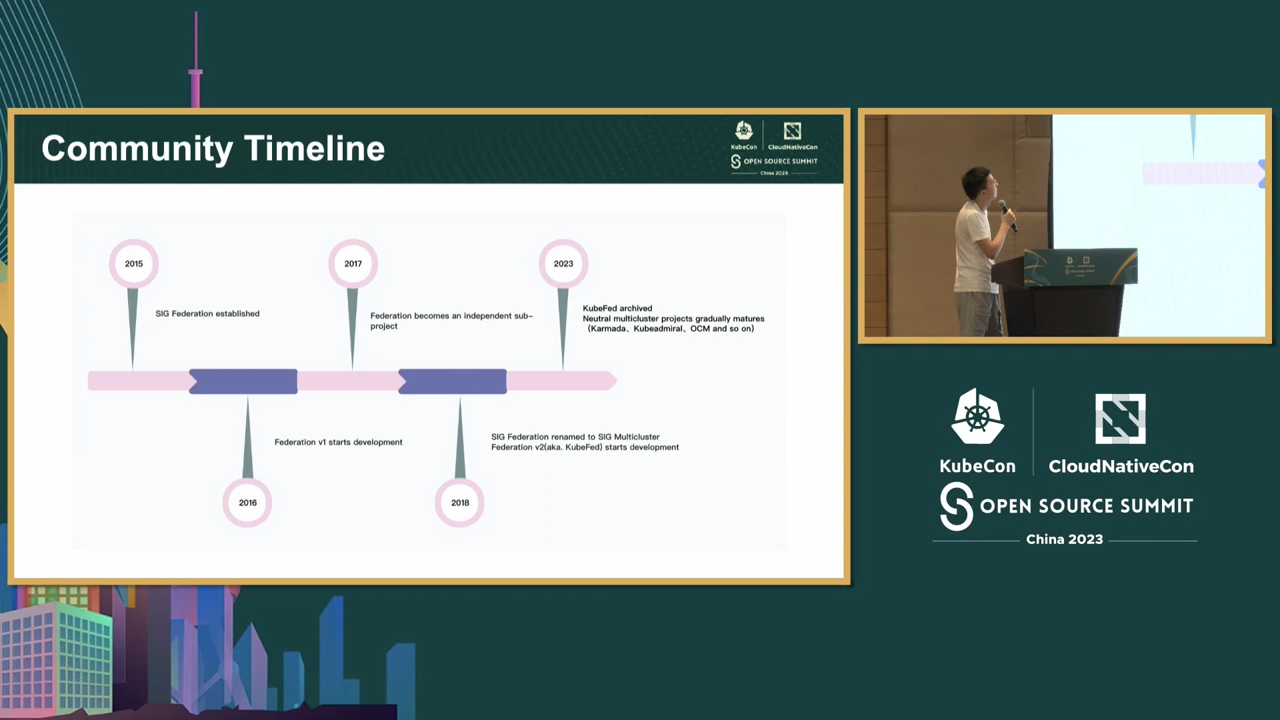 Community Timeline
KubeCon
CloudNativeCon
OPEN SOURCE SUMMIT
China 2023
2015
2017
2023
SIG Federation established
Federation becomes an independent sub-
project
KubeFed archived
Neutral multicluster projects gradually matures
（Karmada、Kubeadmiral、OCM and so on）
Federation v1 starts development
SIG Federation renamed to SIG Multicluster
Federation v2(aka. KubeFed) starts development
2016
2018
KubeCon
CloudNativeCon
OPEN SOURCE SUMMIT
China 2023